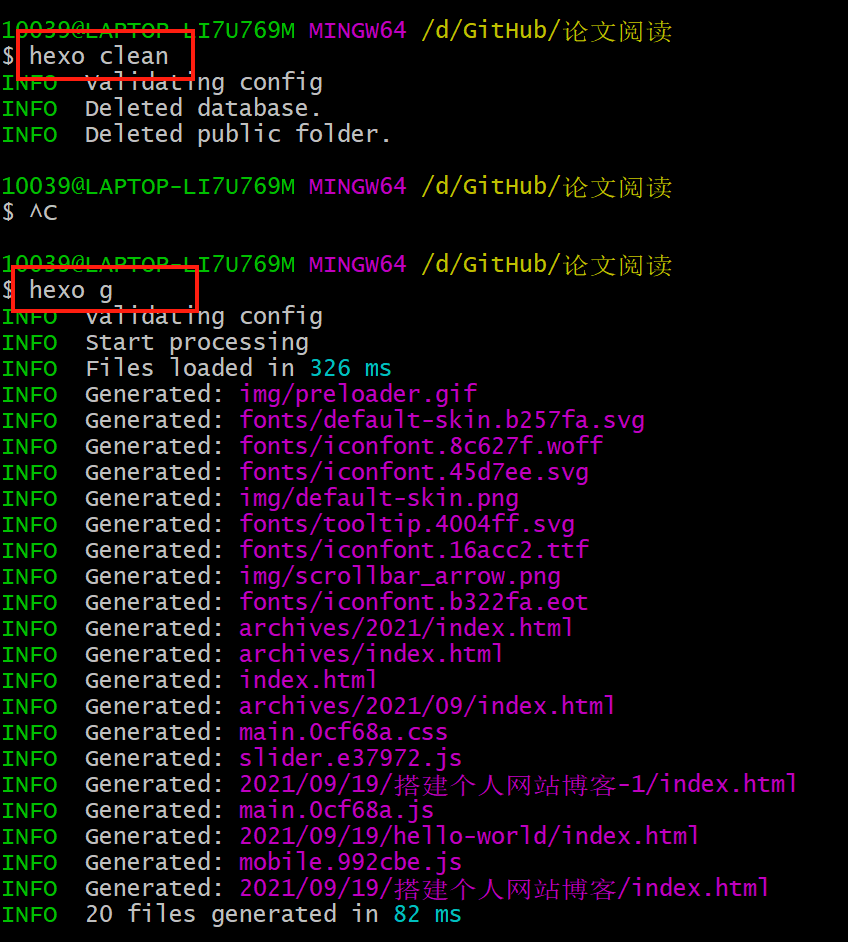 10039@LAPTOP-LI7U769M MINGW64 /d/GitHub/论文阅读
$ hexo clean
INFO  Validating config
INFO  Deleted database.
INFO  Deleted public folder.
10039@LAPTOP-LI7U769M MINGW64 /d/GitHub/论文阅读
$ ^C
10039@LAPTOP-LI7U769M MINGW64 /d/GitHub/论文阅读
$ hexo g
INFO  Validating config
INFO  Start processing
INFO  Files loaded in 326 ms
INFO  Generated: img/preloader.gif
INFO  Generated: fonts/default-skin.b257fa.svg
INFO  Generated: fonts/iconfont.8c627f.woff
INFO  Generated: fonts/iconfont.45d7ee.svg
INFO  Generated: img/default-skin.png
INFO  Generated: fonts/tooltip.4004ff.svg
INFO  Generated: fonts/iconfont.16acc2.ttf
INFO  Generated: img/scrollbar_arrow.png
INFO  Generated: fonts/iconfont.b322fa.eot
INFO  Generated: archives/2021/index.html
INFO  Generated: archives/index.html
INFO  Generated: index.html
INFO  Generated: archives/2021/09/index.html
INFO  Generated: main.0cf68a.css
INFO  Generated: slider.e37972.js
INFO  Generated: 2021/09/19/搭建个人网站博客-1/index.html
INFO  Generated: main.0cf68a.js
INFO  Generated: 2021/09/19/hello-world/index.html
INFO  Generated: mobile.992cbe.js
INFO  Generated: 2021/09/19/搭建个人网站博客/index.html
INFO  20 files generated in 82 ms